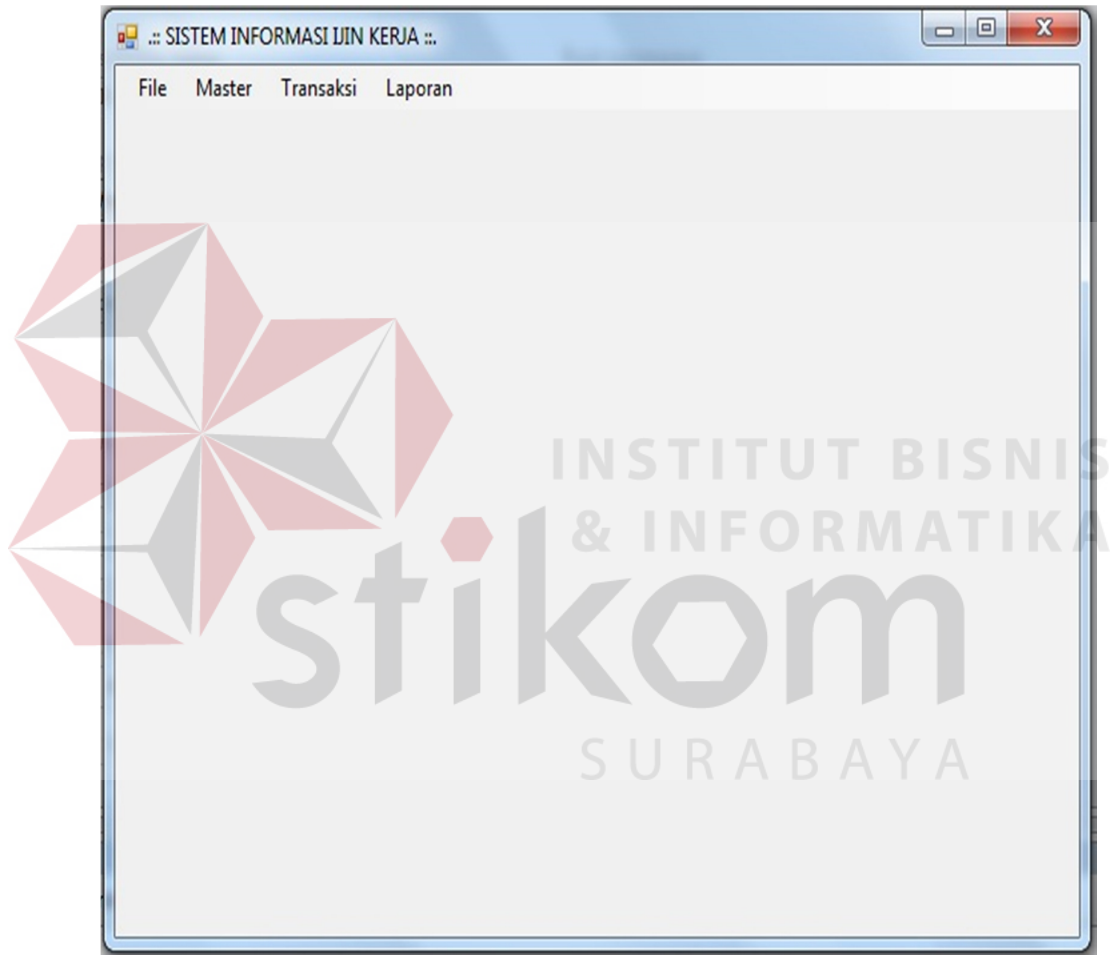 .:: SISTEM INFORMASI IJIN KERJA ::.
File Master Transaksi Laporan
INSTITUT BISNIS
& INFORMATIKA
stikom
SURABAYA